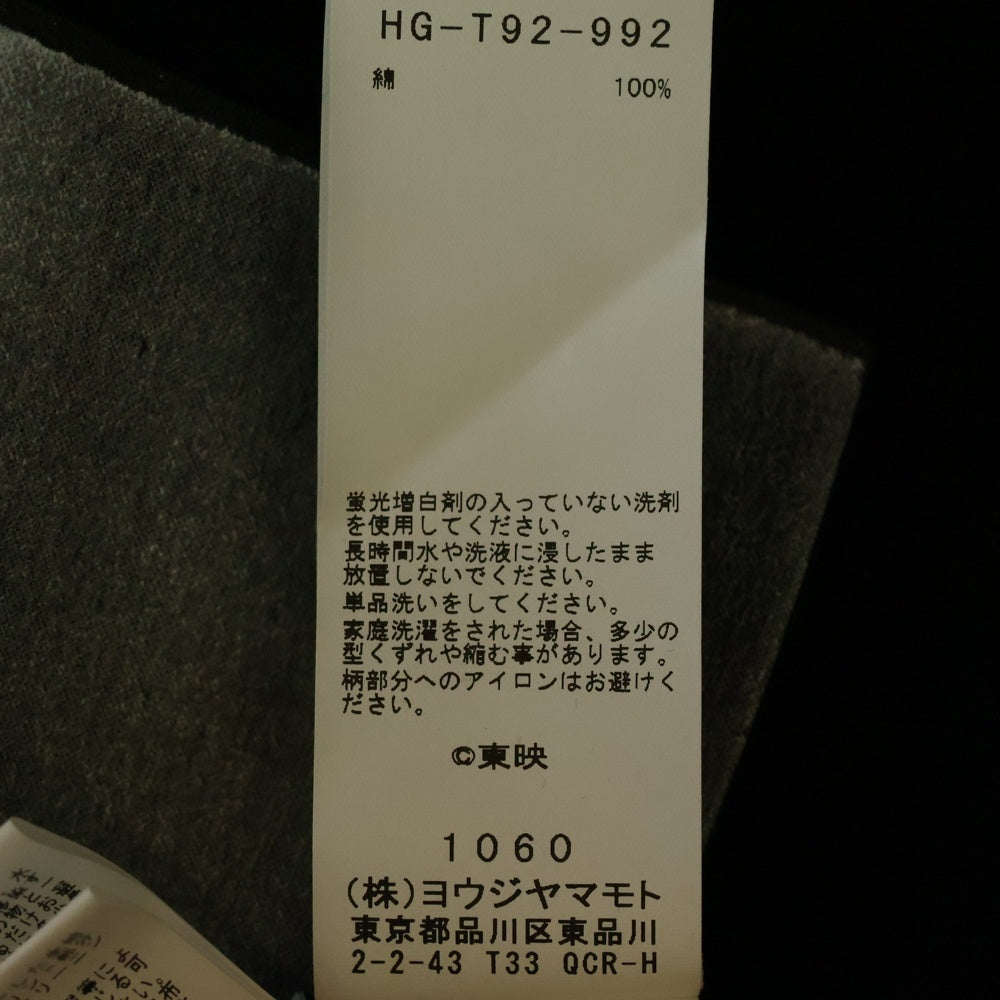 HG-T92-992
綿 100%
蛍光増白剤の入っていない洗剤
を使用してください。
長時間水や洗液に浸したまま
放置しないでください。
単品洗いをしてください。
家庭洗濯をされた場合、多少の
型くずれや縮む事があります。
柄部分へのアイロンはお避けく
ださい。
©東映
1060
(株)ヨウジヤマモト
東京都品川区東品川
2-2-43 T33 QCR-H